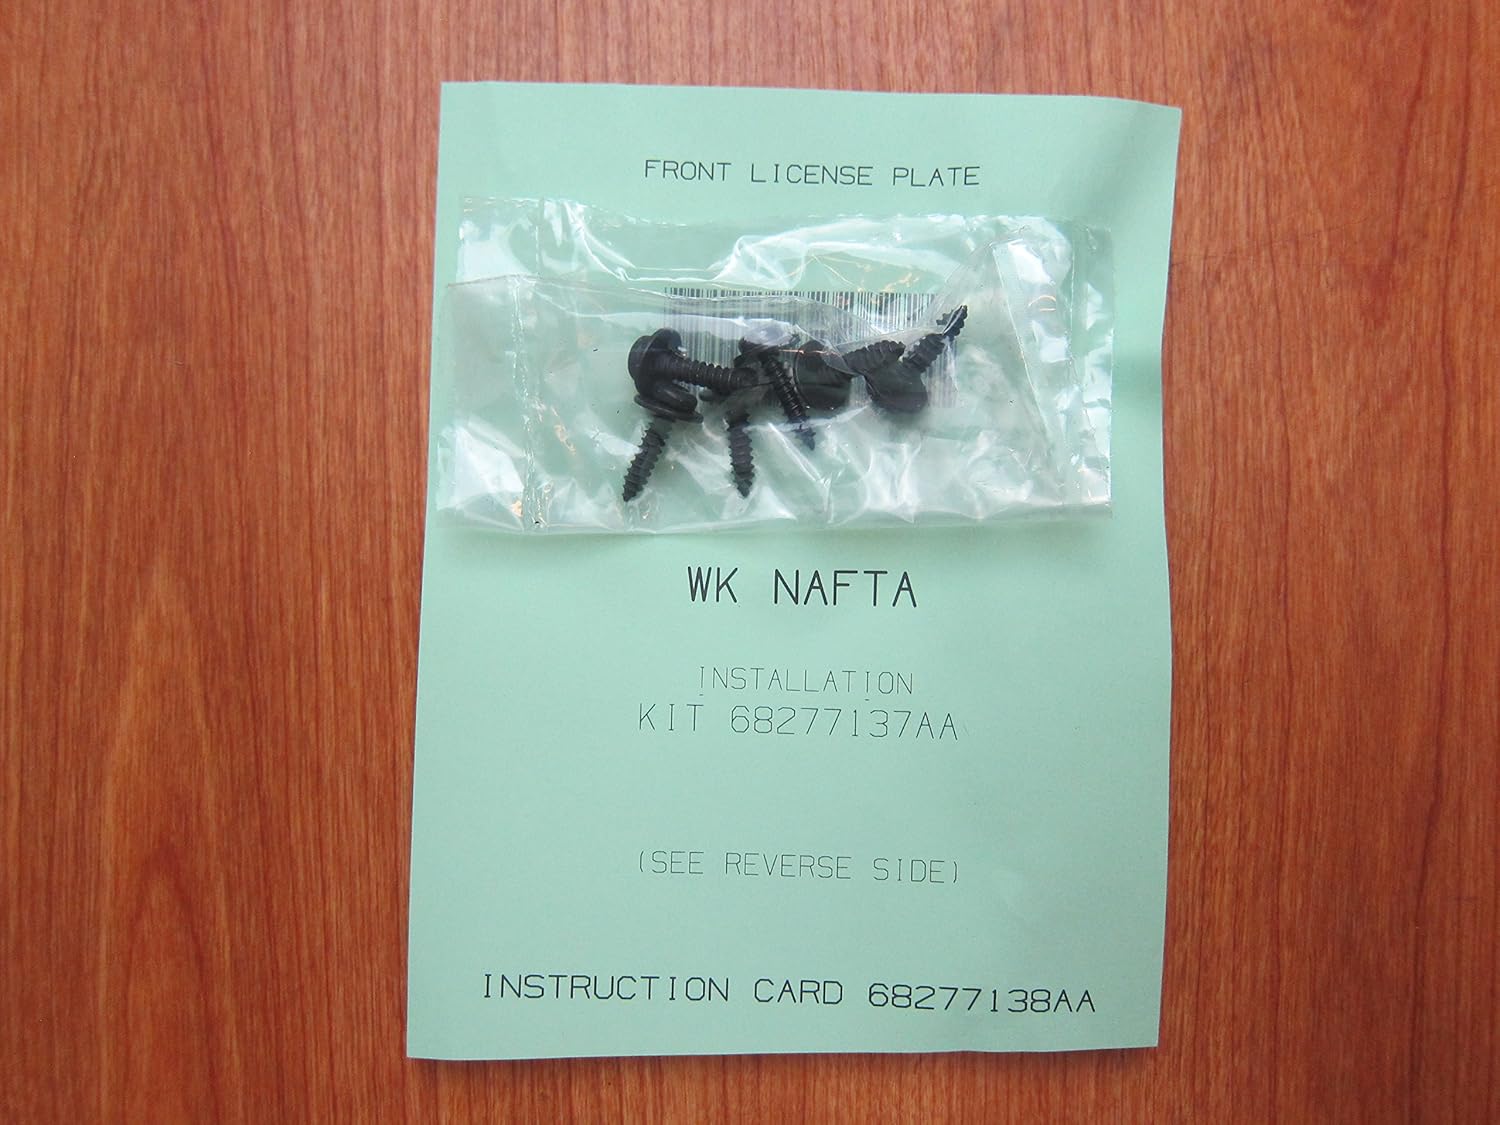 FRONT LICENSE PLATE
WK NAFTA
INSTALLATION
KIT 68277137AA
(SEE REVERSE SIDE)
INSTRUCTION CARD 68277138AA